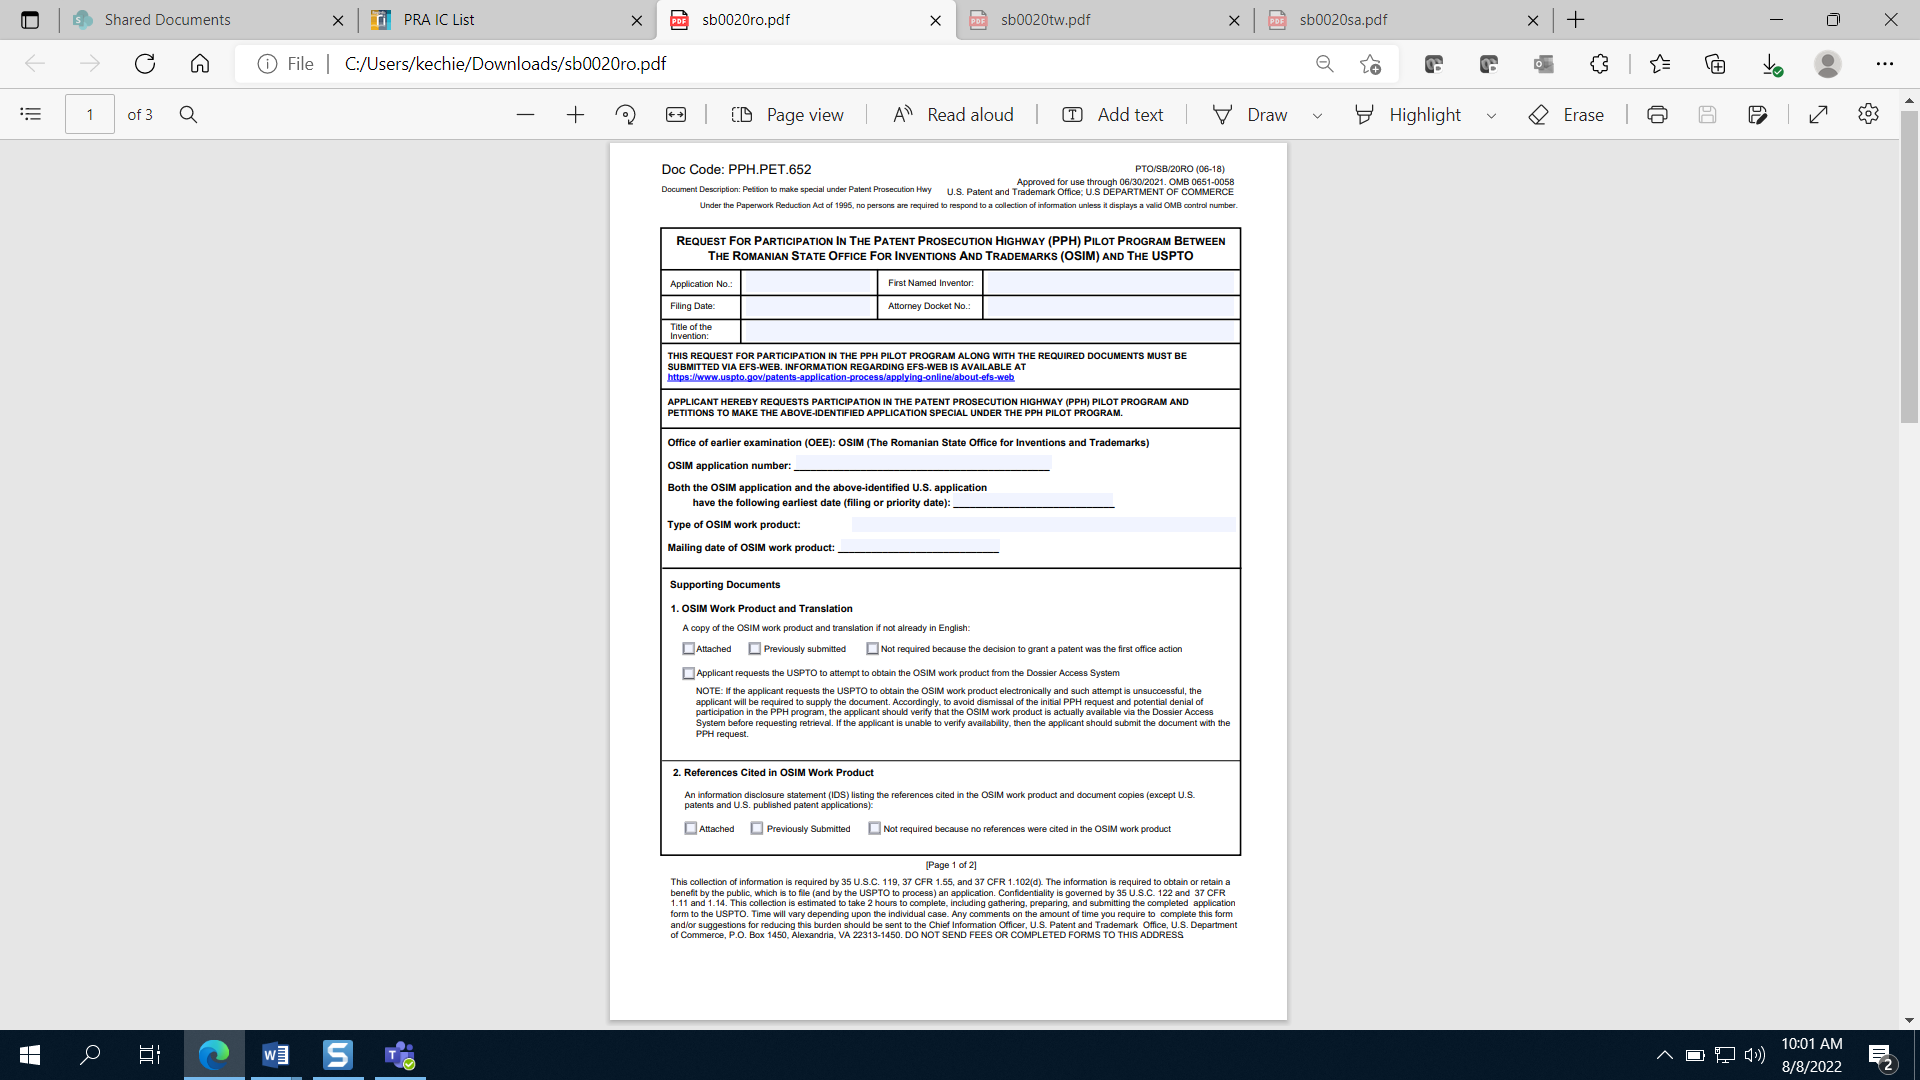 Shared Documents
PRA IC List
sb0020ro.pdf
sb0020tw.pdf
sb0020sa.pdf
File
C:/Users/kechie/Downloads/sb0020ro.pdf
1 of 3
Page view
Read aloud
Add text
Draw
Highlight
Erase
Doc Code: PPH.PET.652
PTO/SB/20RO (06-18)
Approved for use through 06/30/2021. OMB 0651-0058
Document Description: Petition to make special under Patent Prosecution Hwy
U.S. Patent and Trademark Office; U.S DEPARTMENT OF COMMERCE
Under the Paperwork Reduction Act of 1995, no persons are required to respond to a collection of information unless it displays a valid OMB control number.
REQUEST FOR PARTICIPATION IN THE PATENT PROSECUTION HIGHWAY (PPH) PILOT PROGRAM BETWEEN
THE ROMANIAN STATE OFFICE FOR INVENTIONS AND TRADEMARKS (OSIM) AND THE USPTO
Application No.:
First Named Inventor:
Filing Date:
Attorney Docket No.:
Title of the
Invention:
THIS REQUEST FOR PARTICIPATION IN THE PPH PILOT PROGRAM ALONG WITH THE REQUIRED DOCUMENTS MUST BE
SUBMITTED VIA EFS-WEB. INFORMATION REGARDING EFS-WEB IS AVAILABLE AT
https://www.uspto.gov/patents-application-process/applying-online/about-efs-web
APPLICANT HEREBY REQUESTS PARTICIPATION IN THE PATENT PROSECUTION HIGHWAY (PPH) PILOT PROGRAM AND
PETITIONS TO MAKE THE ABOVE-IDENTIFIED APPLICATION SPECIAL UNDER THE PPH PILOT PROGRAM.
Office of earlier examination (OEE): OSIM (The Romanian State Office for Inventions and Trademarks)
OSIM application number:
Both the OSIM application and the above-identified U.S. application
have the following earliest date (filing or priority date):
Type of OSIM work product:
Mailing date of OSIM work product:
Supporting Documents
1. OSIM Work Product and Translation
A copy of the OSIM work product and translation if not already in English:
Attached
Previously submitted
Not required because the decision to grant a patent was the first office action
Applicant requests the USPTO to attempt to obtain the OSIM work product from the Dossier Access System
NOTE: If the applicant requests the USPTO to obtain the OSIM work product electronically and such attempt is unsuccessful, the
applicant will be required to supply the document. Accordingly, to avoid dismissal of the initial PPH request and potential denial of
participation in the PPH program, the applicant should verify that the OSIM work product is actually available via the Dossier Access
System before requesting retrieval. If the applicant is unable to verify availability, then the applicant should submit the document with the
PPH request.
2. References Cited in OSIM Work Product
An information disclosure statement (IDS) listing the references cited in the OSIM work product and document copies (except U.S.
patents and U.S. published patent applications):
Attached
Previously Submitted
Not required because no references were cited in the OSIM work product
[Page 1 of 2]
This collection of information is required by 35 U.S.C. 119, 37 CFR 1.55, and 37 CFR 1.102(d). The information is required to obtain or retain a
benefit by the public, which is to file (and by the USPTO to process) an application. Confidentiality is governed by 35 U.S.C. 122 and 37 CFR
1.11 and 1.14. This collection is estimated to take 2 hours to complete, including gathering, preparing, and submitting the completed application
form to the USPTO. Time will vary depending upon the individual case. Any comments on the amount of time you require to complete this form
and/or suggestions for reducing this burden should be sent to the Chief Information Officer, U.S. Patent and Trademark Office, U.S. Department
of Commerce, P.O. Box 1450, Alexandria, VA 22313-1450. DO NOT SEND FEES OR COMPLETED FORMS TO THIS ADDRESS.
10:01 AM
8/8/2022
2